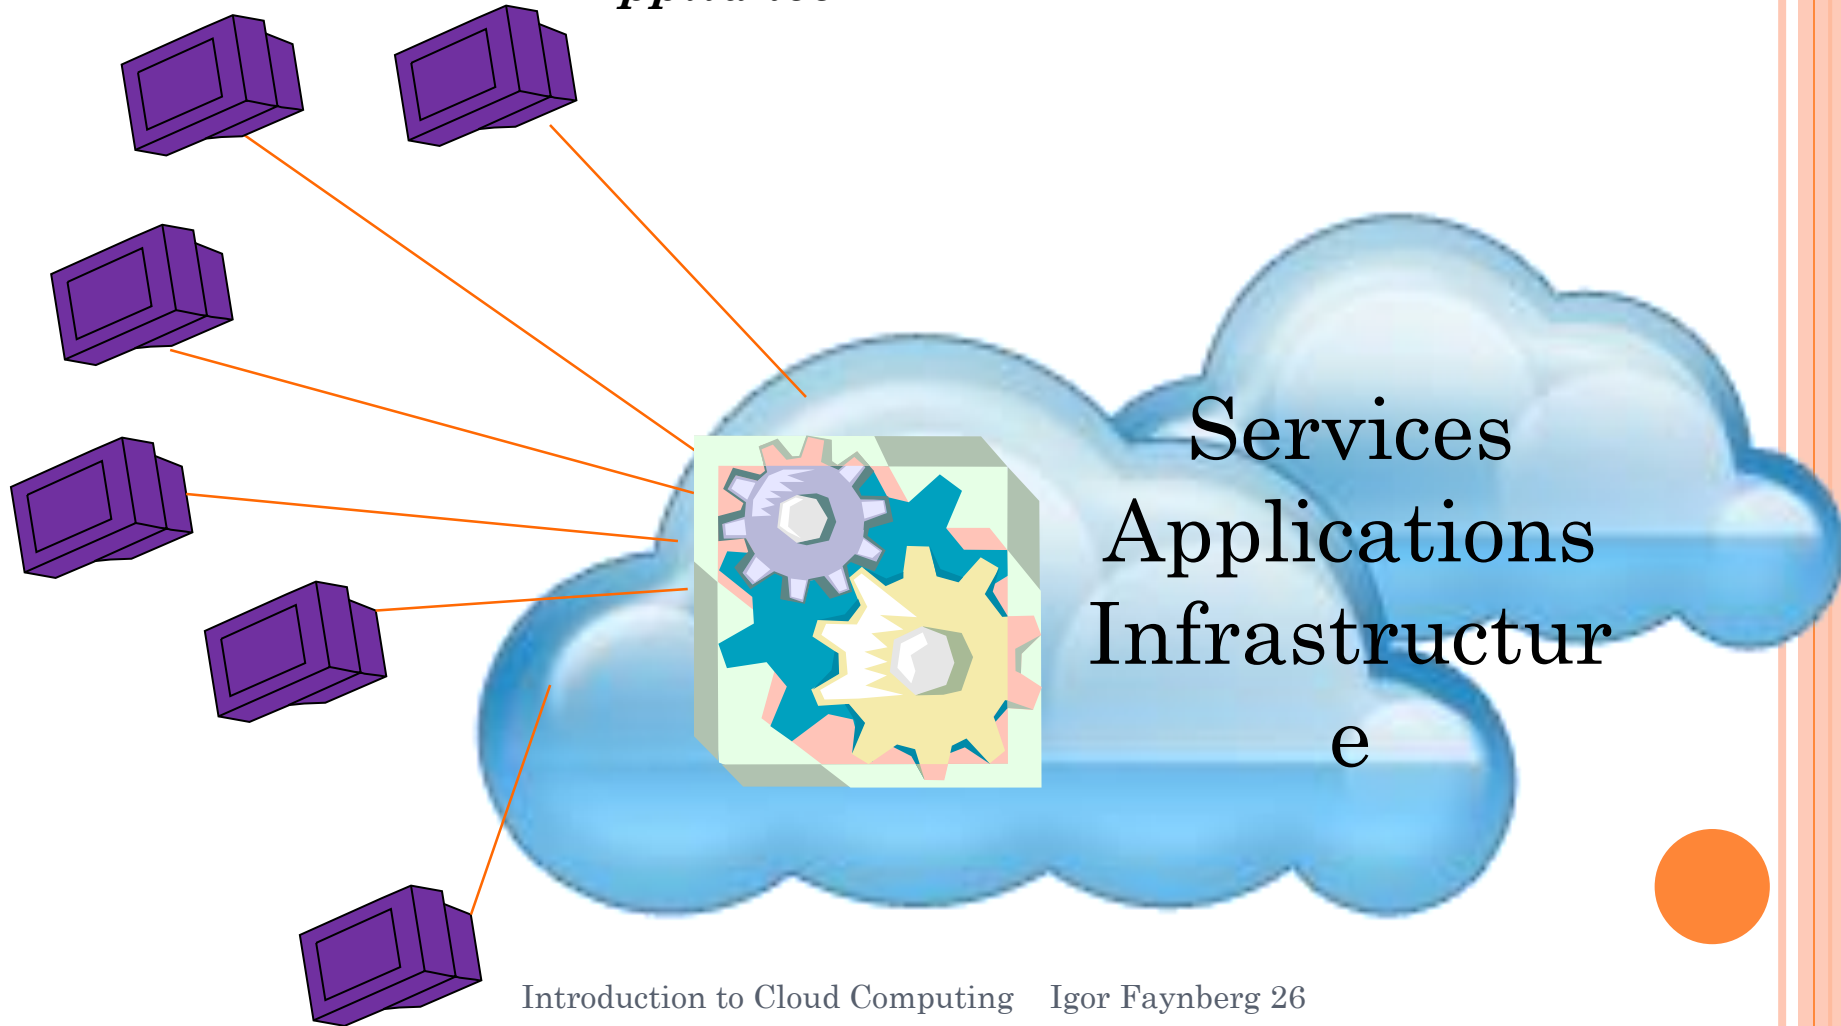 Services
Applications
Infrastructur
e
Introduction to Cloud Computing Igor Faynberg 26